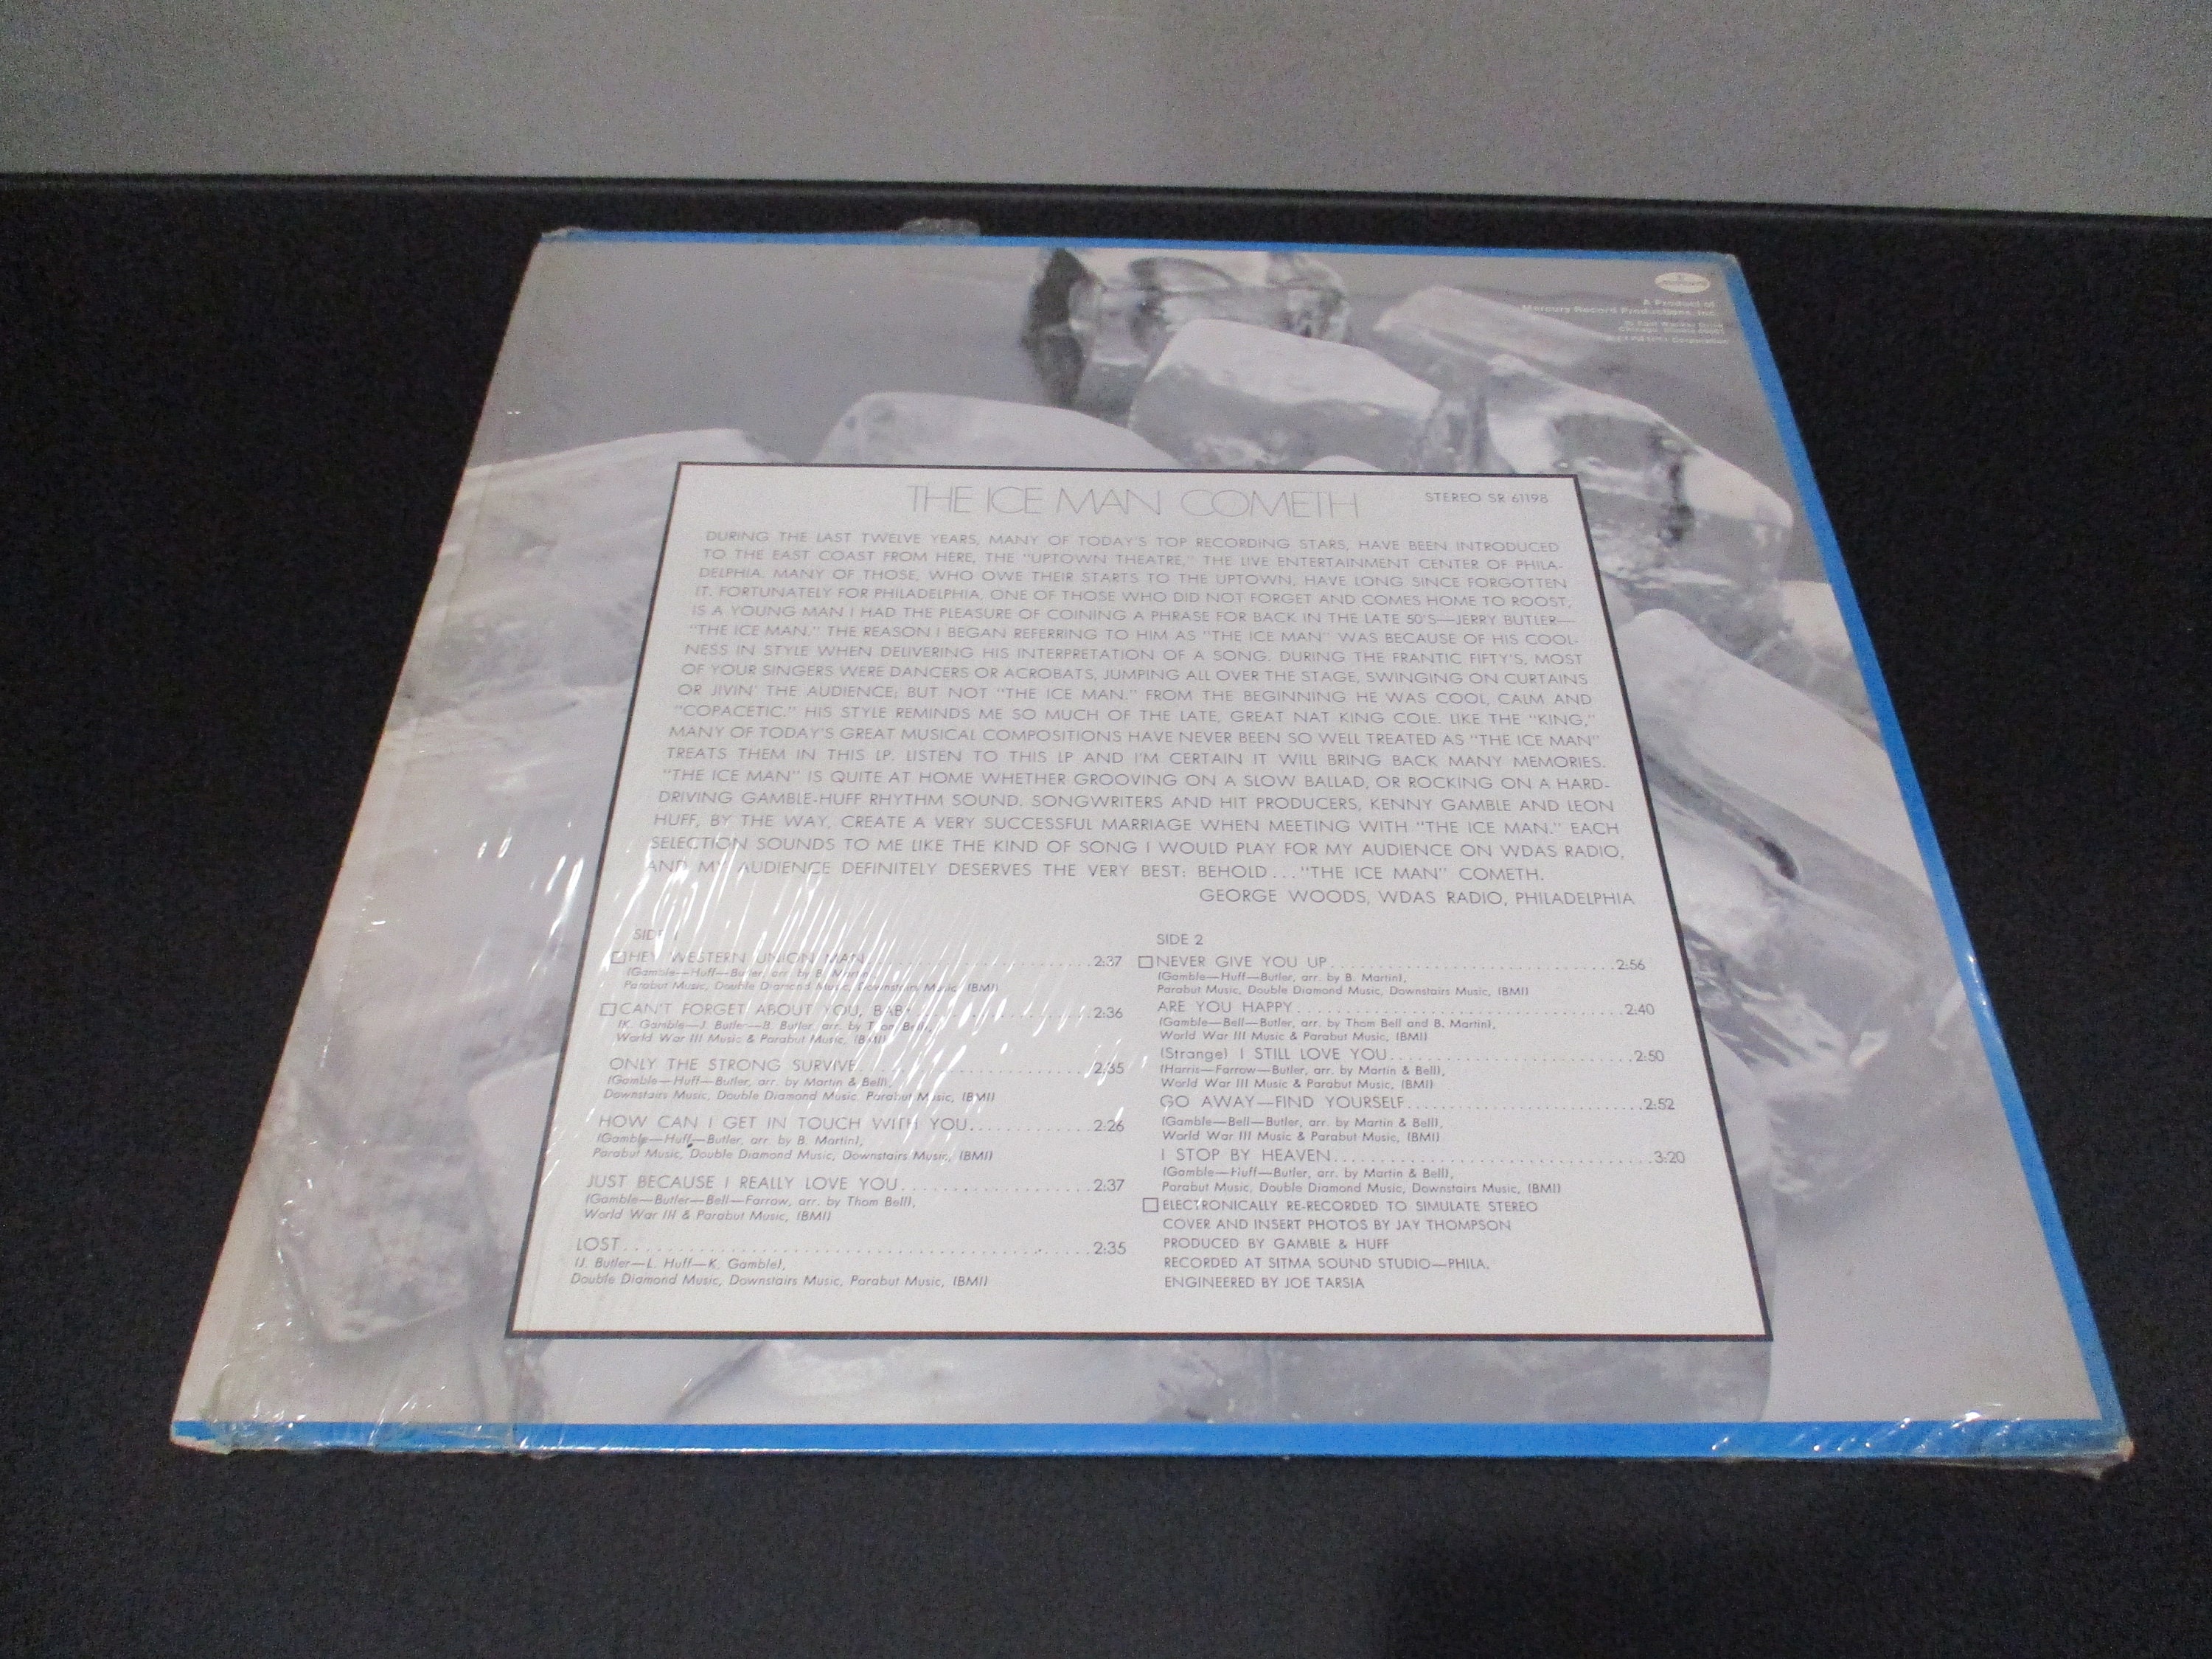 A Product of
Mercury Record Productions, Inc.
THE ICE MAN COMETH
STEREO SR 61198
DURING THE LAST TWELVE YEARS, MANY OF TODAY'S TOP RECORDING STARS, HAVE BEEN INTRODUCED
TO THE EAST COAST FROM HERE, THE "UPTOWN THEATRE," THE LIVE ENTERTAINMENT CENTER OF PHILA-
DELPHIA. MANY OF THOSE, WHO OWE THEIR STARTS TO THE UPTOWN, HAVE LONG SINCE FORGOTTEN
IT. FORTUNATELY FOR PHILADELPHIA, ONE OF THOSE WHO DID NOT FORGET AND COMES HOME TO ROOST,
IS A YOUNG MAN I HAD THE PLEASURE OF COINING A PHRASE FOR BACK IN THE LATE 50'S—JERRY BUTLER—
"THE ICE MAN." THE REASON I BEGAN REFERRING TO HIM AS "THE ICE MAN" WAS BECAUSE OF HIS COOL-
NESS IN STYLE WHEN DELIVERING HIS INTERPRETATION OF A SONG. DURING THE FRANTIC FIFTY'S, MOST
OF YOUR SINGERS WERE DANCERS OR ACROBATS, JUMPING ALL OVER THE STAGE, SWINGING ON CURTAINS
OR JIVIN' THE AUDIENCE; BUT NOT "THE ICE MAN." FROM THE BEGINNING HE WAS COOL, CALM AND
"COPACETIC." HIS STYLE REMINDS ME SO MUCH OF THE LATE, GREAT NAT KING COLE. LIKE THE "KING,"
MANY OF TODAY'S GREAT MUSICAL COMPOSITIONS HAVE NEVER BEEN SO WELL TREATED AS "THE ICE MAN"
TREATS THEM IN THIS LP. LISTEN TO THIS LP AND I'M CERTAIN IT WILL BRING BACK MANY MEMORIES.
"THE ICE MAN" IS QUITE AT HOME WHETHER GROOVING ON A SLOW BALLAD, OR ROCKING ON A HARD-
DRIVING GAMBLE-HUFF RHYTHM SOUND. SONGWRITERS AND HIT PRODUCERS, KENNY GAMBLE AND LEON
HUFF, BY THE WAY, CREATE A VERY SUCCESSFUL MARRIAGE WHEN MEETING WITH "THE ICE MAN." EACH
SELECTION SOUNDS TO ME LIKE THE KIND OF SONG I WOULD PLAY FOR MY AUDIENCE ON WDAS RADIO,
AND MY AUDIENCE DEFINITELY DESERVES THE VERY BEST: BEHOLD... "THE ICE MAN" COMETH.
GEORGE WOODS, WDAS RADIO, PHILADELPHIA
SIDE 1
HEY WESTERN UNION MAN 2:37
(Gamble—Huff—Butler, arr. by B. Martin),
Parabut Music, Double Diamond Music, Downstairs Music, (BMI)
CAN'T FORGET ABOUT YOU, BABY 2:36
(K. Gamble—J. Butler—B. Butler, arr. by Thom Bell),
World War III Music & Parabut Music, (BMI)
ONLY THE STRONG SURVIVE 2:35
(Gamble—Huff—Butler, arr. by Martin & Bell),
Downstairs Music, Double Diamond Music, Parabut Music, (BMI)
HOW CAN I GET IN TOUCH WITH YOU 2:26
(Gamble—Huff—Butler, arr. by B. Martin),
Parabut Music, Double Diamond Music, Downstairs Music, (BMI)
JUST BECAUSE I REALLY LOVE YOU 2:37
(Gamble—Butler—Bell—Farrow, arr. by Thom Bell),
World War III & Parabut Music, (BMI)
LOST 2:35
(J. Butler—L. Huff—K. Gamble),
Double Diamond Music, Downstairs Music, Parabut Music, (BMI)
SIDE 2
NEVER GIVE YOU UP 2:56
(Gamble—Huff—Butler, arr. by B. Martin),
Parabut Music, Double Diamond Music, Downstairs Music, (BMI)
ARE YOU HAPPY 2:40
(Gamble—Bell—Butler, arr. by Thom Bell and B. Martin),
World War III Music & Parabut Music, (BMI)
(Strange) I STILL LOVE YOU 2:50
(Harris—Farrow—Butler, arr. by Martin & Bell),
World War III Music & Parabut Music, (BMI)
GO AWAY—FIND YOURSELF 2:52
(Gamble—Bell—Butler, arr. by Martin & Bell),
World War III Music & Parabut Music, (BMI)
I STOP BY HEAVEN 3:20
(Gamble—Huff—Butler, arr. by Martin & Bell),
Parabut Music, Double Diamond Music, Downstairs Music, (BMI)
ELECTRONICALLY RE-RECORDED TO SIMULATE STEREO
COVER AND INSERT PHOTOS BY JAY THOMPSON
PRODUCED BY GAMBLE & HUFF
RECORDED AT SITMA SOUND STUDIO—PHILA.
ENGINEERED BY JOE TARSIA